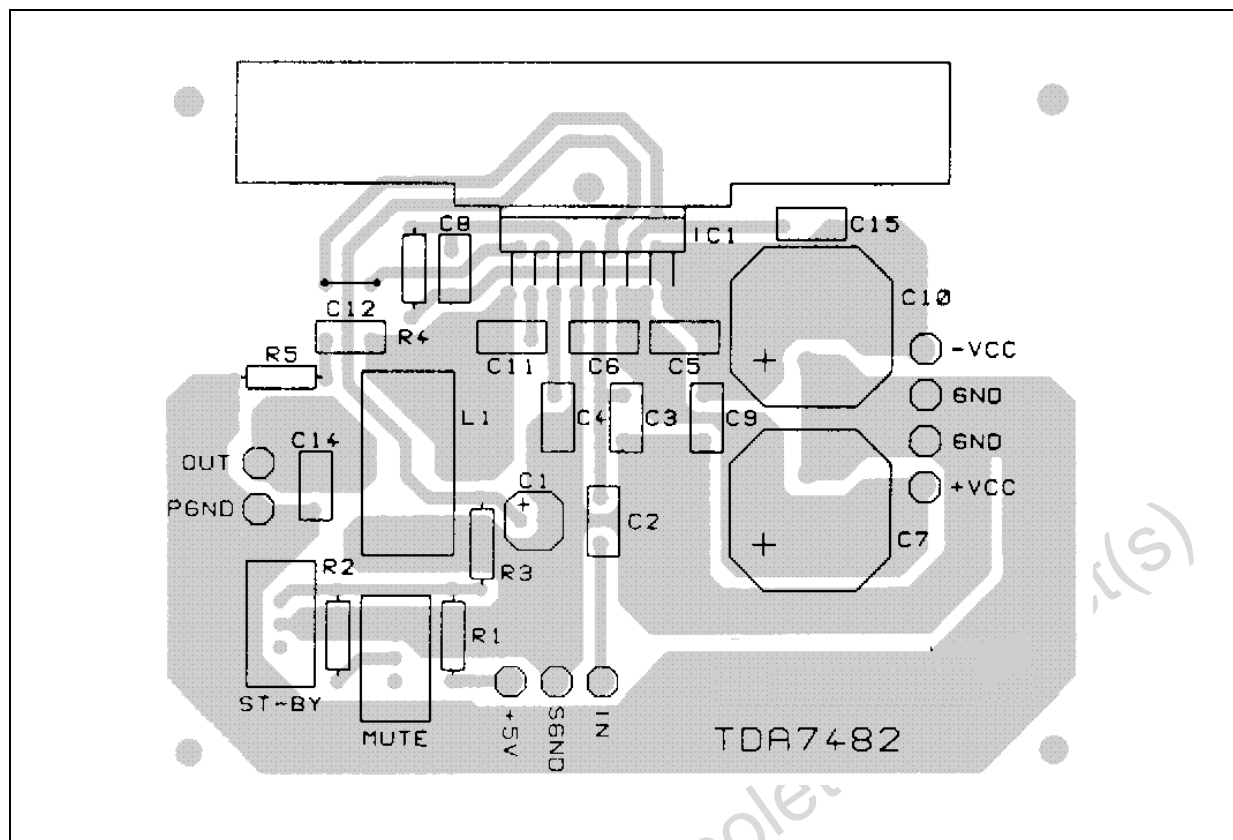 C8
IC1
C15
C12
R4
C10
R5
C11
C6
C5
-VCC
GND
L1
C4
C3
C9
C14
OUT
GND
PGND
C1
+VCC
C2
C7
R2
R3
R1
ST-BY
MUTE
+5V
SGND
IN
TDA7482